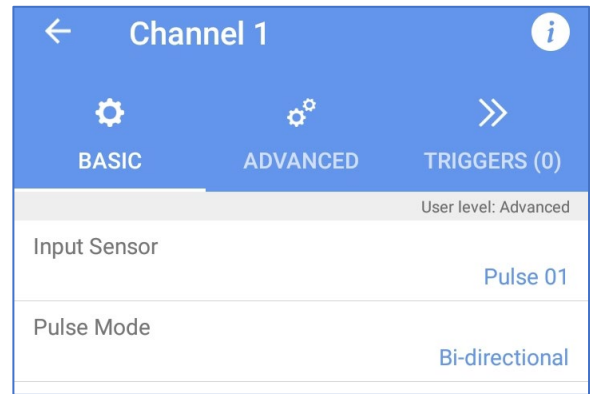 Channel 1
BASIC ADVANCED TRIGGERS (0)
User level: Advanced
Input Sensor
Pulse 01
Pulse Mode
Bi-directional